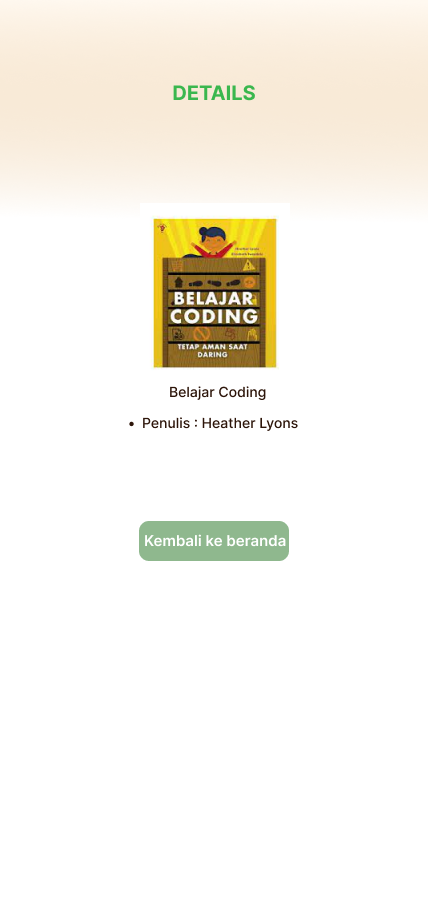 DETAILS
BELAJAR
CODING
TETAP AMAN SAAT
DARING
Belajar Coding
• Penulis : Heather Lyons
Kembali ke beranda